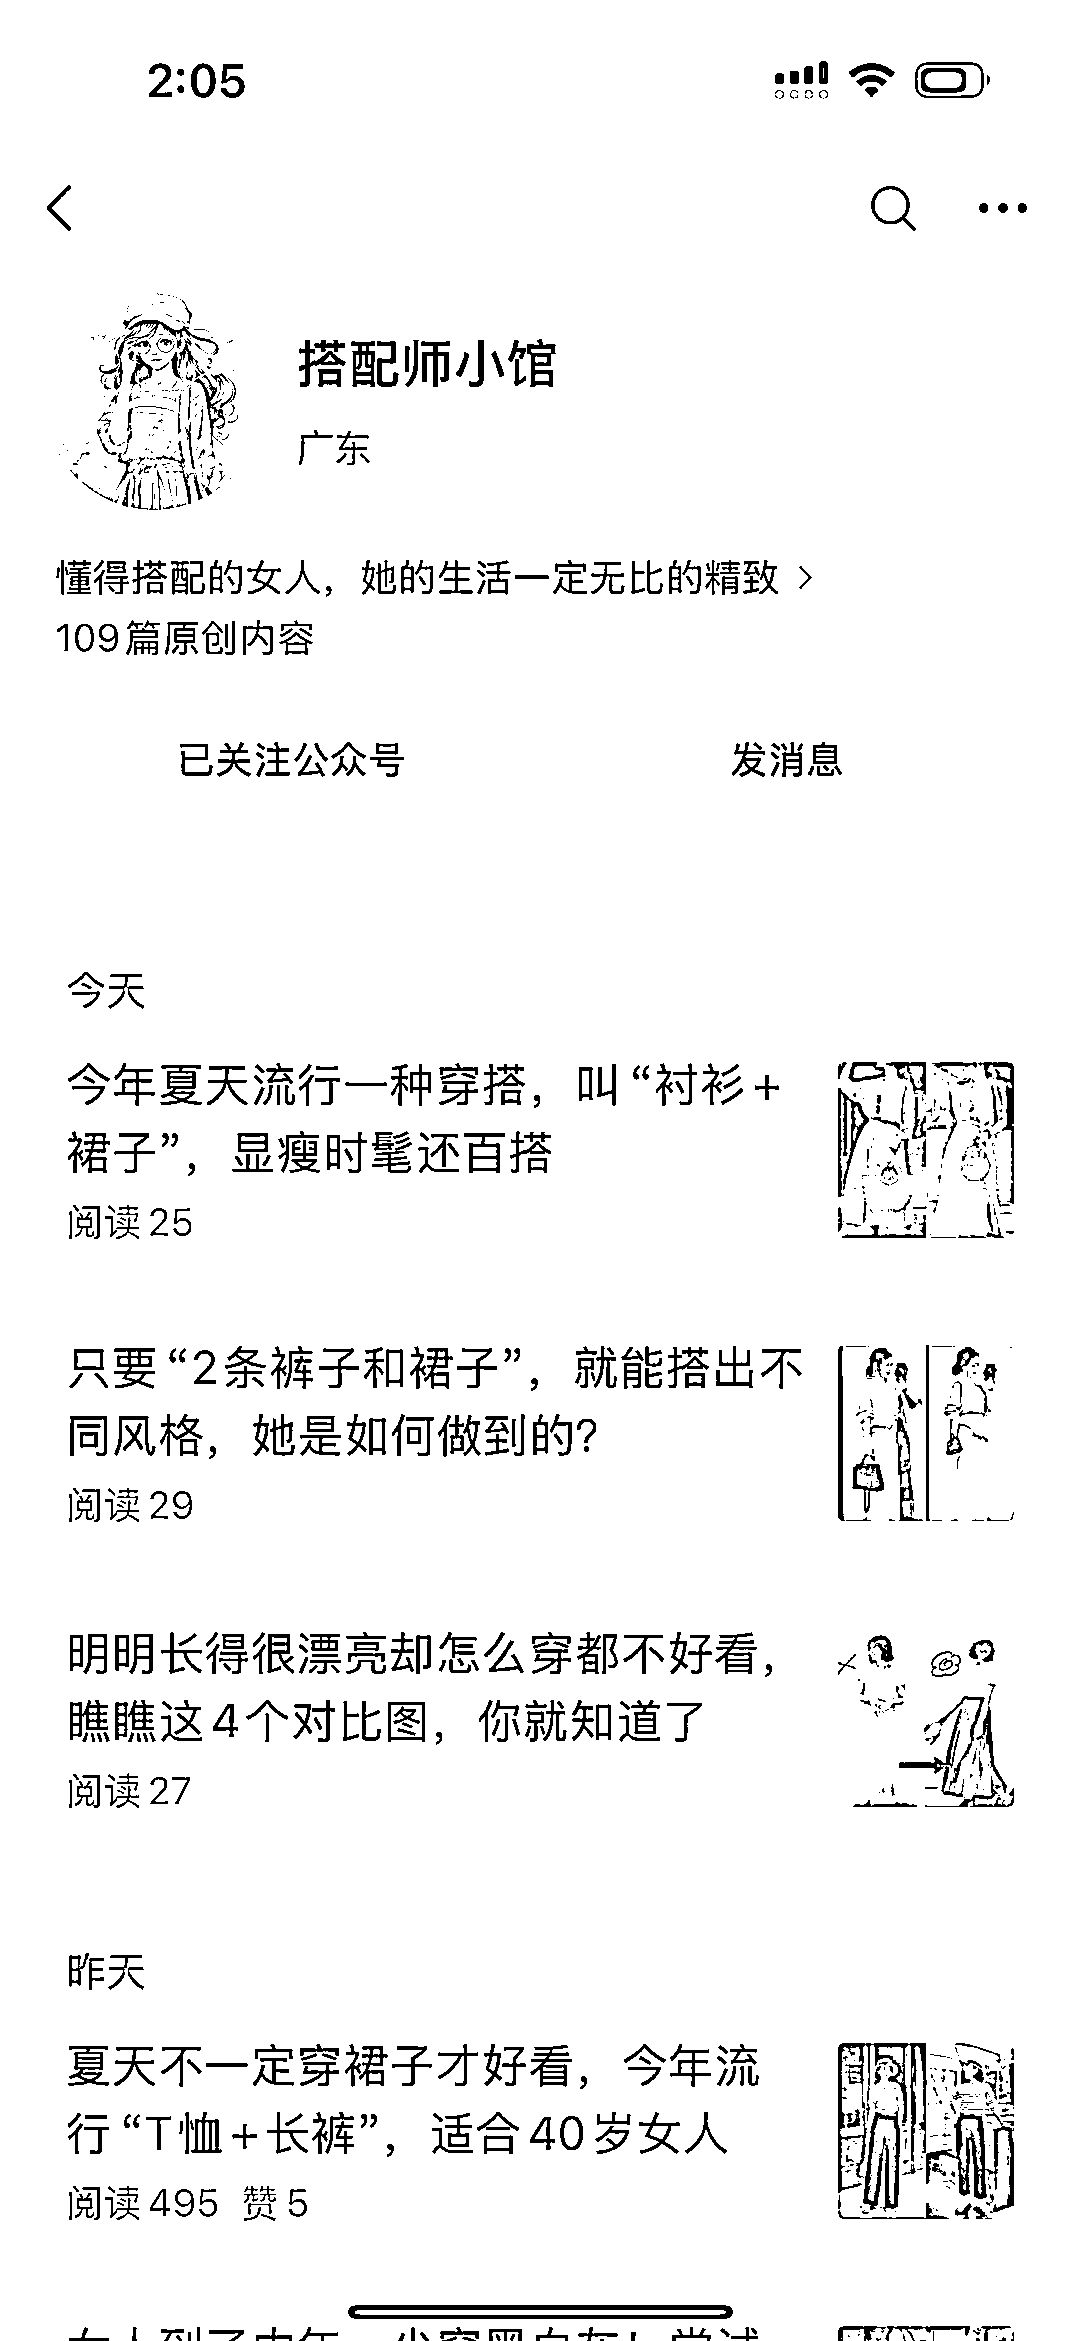 2:05
搭配师小馆
广东
懂得搭配的女人，她的生活一定无比的精致
109篇原创内容
已关注公众号
发消息
今天
今年夏天流行一种穿搭，叫“衬衫+
裙子”，显瘦时髦还百搭
阅读 25
只要“2条裤子和裙子”，就能搭出不
同风格，她是如何做到的？
阅读 29
明明长得很漂亮却怎么穿都不好看，
瞧瞧这4个对比图，你就知道了
阅读 27
昨天
夏天不一定穿裙子才好看，今年流
行“T恤+长裤”，适合40岁女人
阅读 495 赞 5